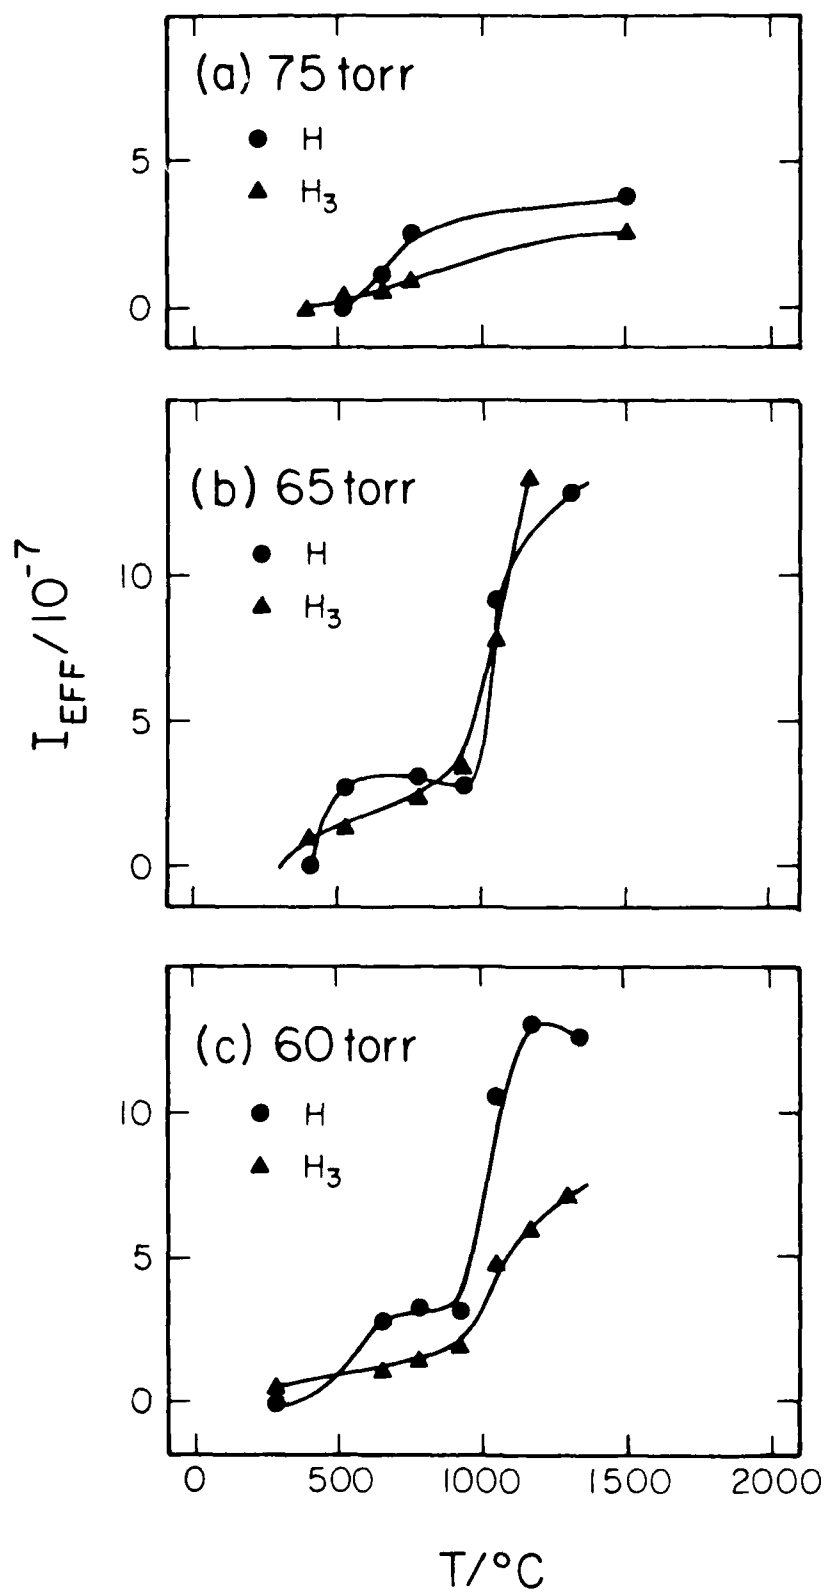 (a) 75 torr
● H
▲ H₃
5
0
(b) 65 torr
● H
▲ H₃
10
5
0
I_EFF/10⁻⁷
(c) 60 torr
● H
▲ H₃
10
5
0
0 500 1000 1500 2000
T/°C